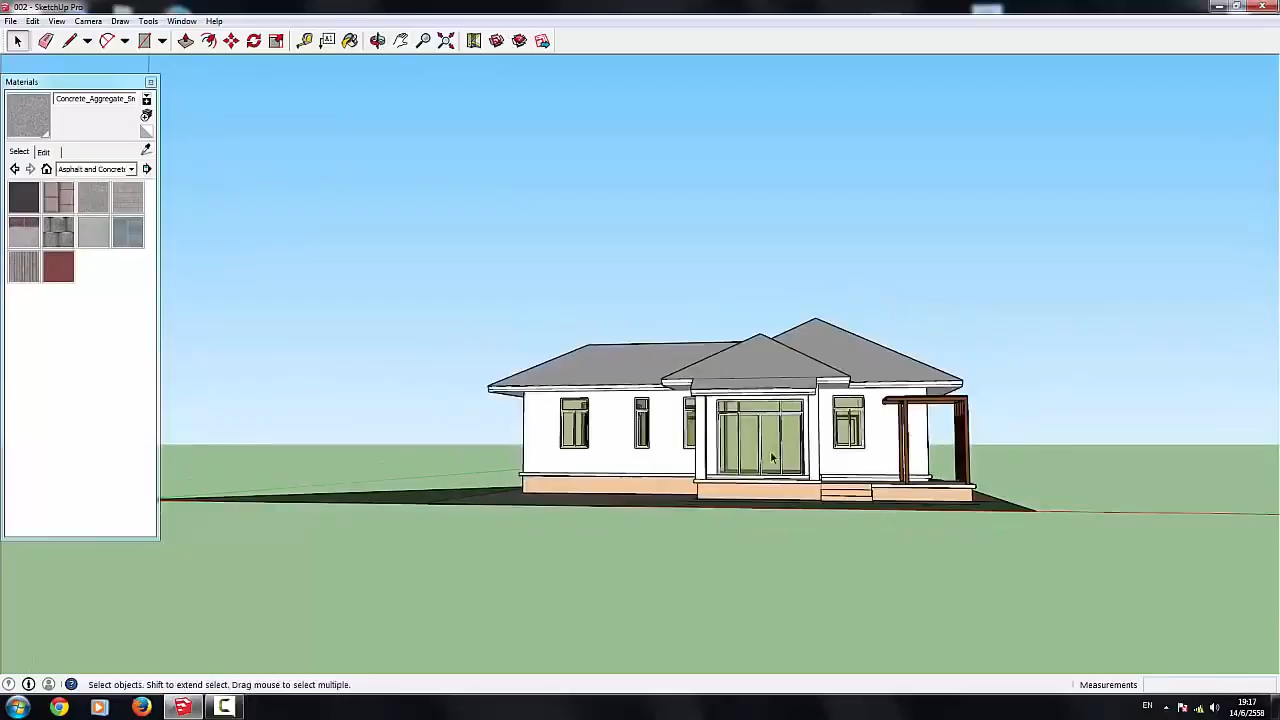 002 - SketchUp Pro
File Edit View Camera Draw Tools Window Help
Materials
Concrete_Aggregate_Sm
Select Edit
Asphalt and Concrete
Select objects. Shift to extend select. Drag mouse to select multiple.
Measurements
EN
19:17
14/6/2558